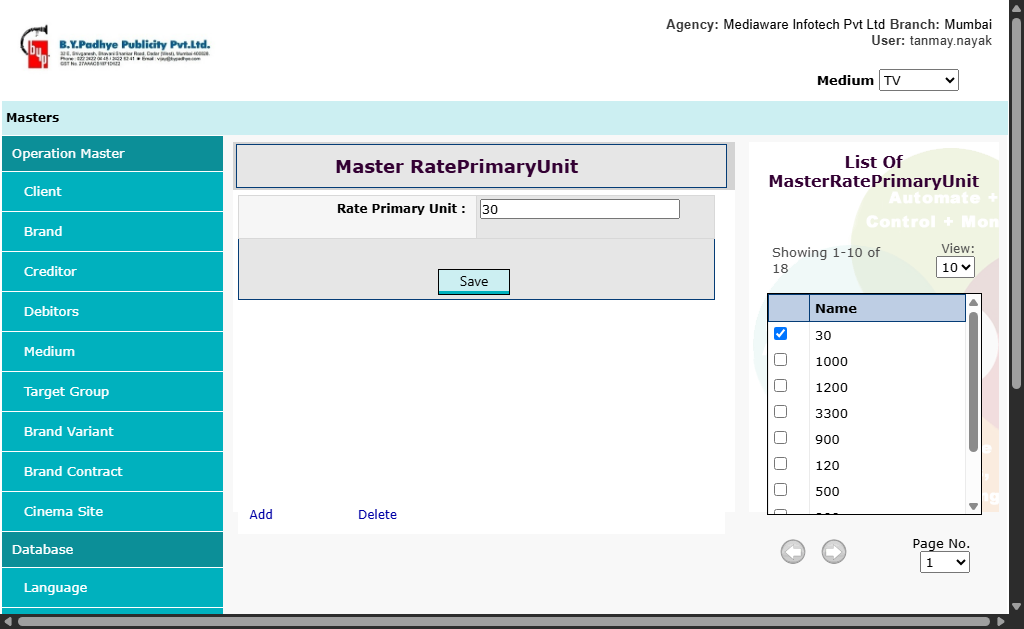 B.Y.Padhye Publicity Pvt.Ltd.
Agency: Mediaware Infotech Pvt Ltd Branch: Mumbai
User: tanmay.nayak
Medium TV
Masters
Operation Master
Client
Brand
Creditor
Debitors
Medium
Target Group
Brand Variant
Brand Contract
Cinema Site
Database
Language
Master RatePrimaryUnit
Rate Primary Unit : 30
Save
Add Delete
List Of
MasterRatePrimaryUnit
Automate +
Control + Mon
Showing 1-10 of
18
View:
10
Name
30
1000
1200
3300
900
120
500
Page No.
1